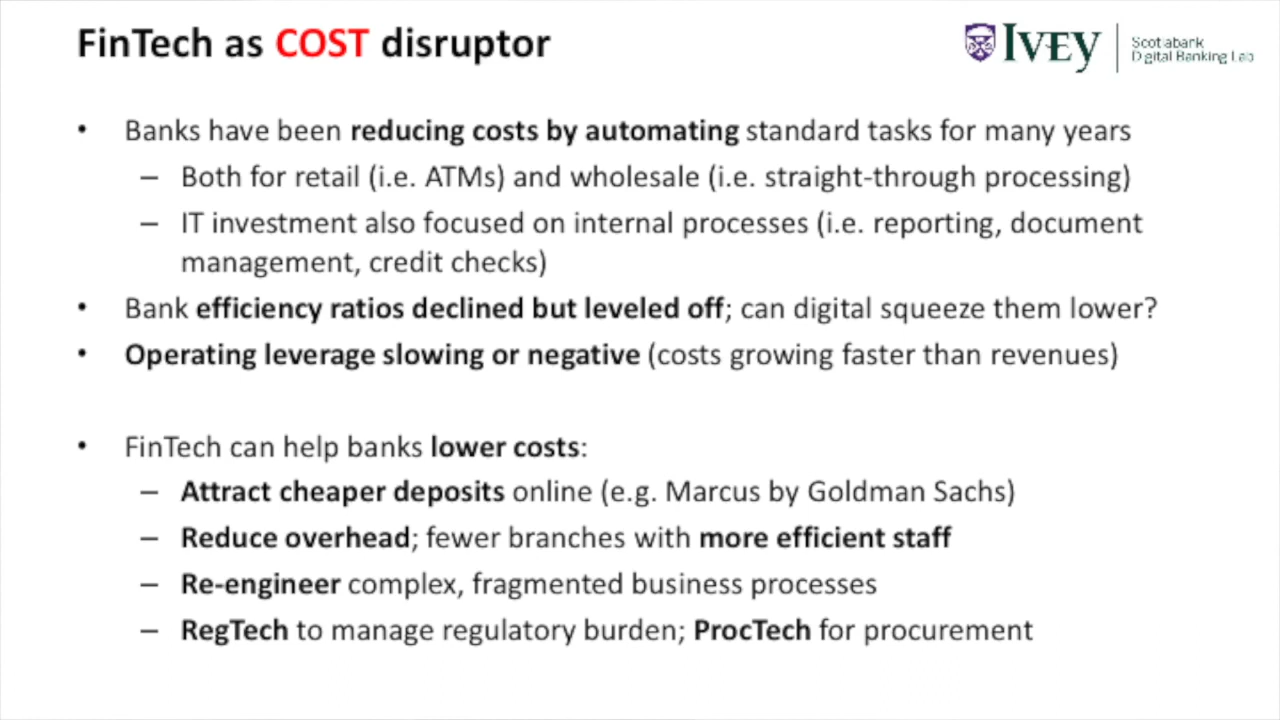 FinTech as COST disruptor
IVEY
Scotiabank
Digital Banking Lab
• Banks have been reducing costs by automating standard tasks for many years
– Both for retail (i.e. ATMs) and wholesale (i.e. straight-through processing)
– IT investment also focused on internal processes (i.e. reporting, document
management, credit checks)
• Bank efficiency ratios declined but leveled off; can digital squeeze them lower?
• Operating leverage slowing or negative (costs growing faster than revenues)
• FinTech can help banks lower costs:
– Attract cheaper deposits online (e.g. Marcus by Goldman Sachs)
– Reduce overhead; fewer branches with more efficient staff
– Re-engineer complex, fragmented business processes
– RegTech to manage regulatory burden; ProcTech for procurement